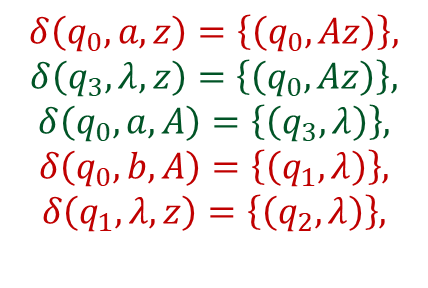 δ(q₀, a, z) = {(q₀, Az)},
δ(q₃, λ, z) = {(q₀, Az)},
δ(q₀, a, A) = {(q₃, λ)},
δ(q₀, b, A) = {(q₁, λ)},
δ(q₁, λ, z) = {(q₂, λ)},